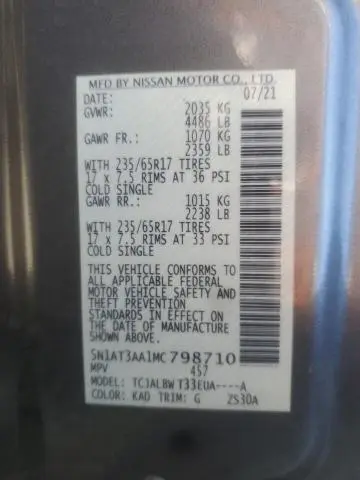 MFD BY NISSAN MOTOR CO., LTD.
DATE: 07/21
GVWR: 2035 KG
4486 LB
GAWR FR.: 1070 KG
2359 LB
WITH 235/65R17 TIRES
17 x 7.5 RIMS AT 36 PSI
COLD SINGLE
GAWR RR.: 1015 KG
2238 LB
WITH 235/65R17 TIRES
17 x 7.5 RIMS AT 33 PSI
COLD SINGLE
THIS VEHICLE CONFORMS TO
ALL APPLICABLE FEDERAL
MOTOR VEHICLE SAFETY AND
THEFT PREVENTION
STANDARDS IN EFFECT ON
THE DATE OF MANUFACTURE
SHOWN ABOVE.
5N1AT3AA1MC798710
MPV 457
MODEL: TCJALBW T33EUA----A
COLOR: KAD TRIM: G 2S30A